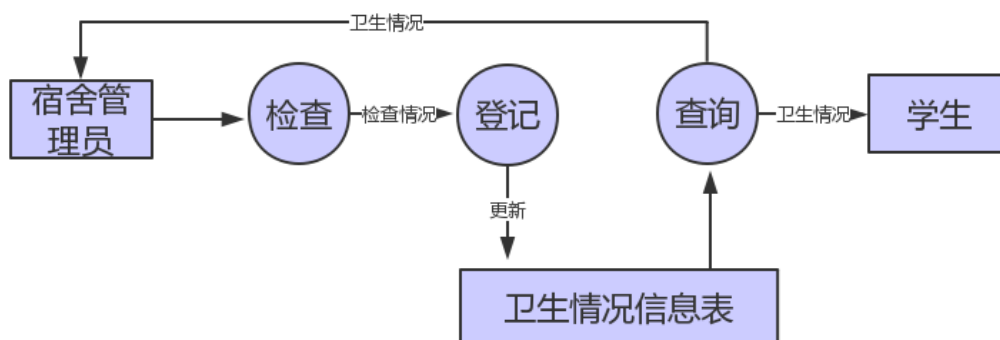 卫生情况
宿舍管
理员
检查
检查情况
登记
查询
卫生情况
学生
更新
卫生情况信息表